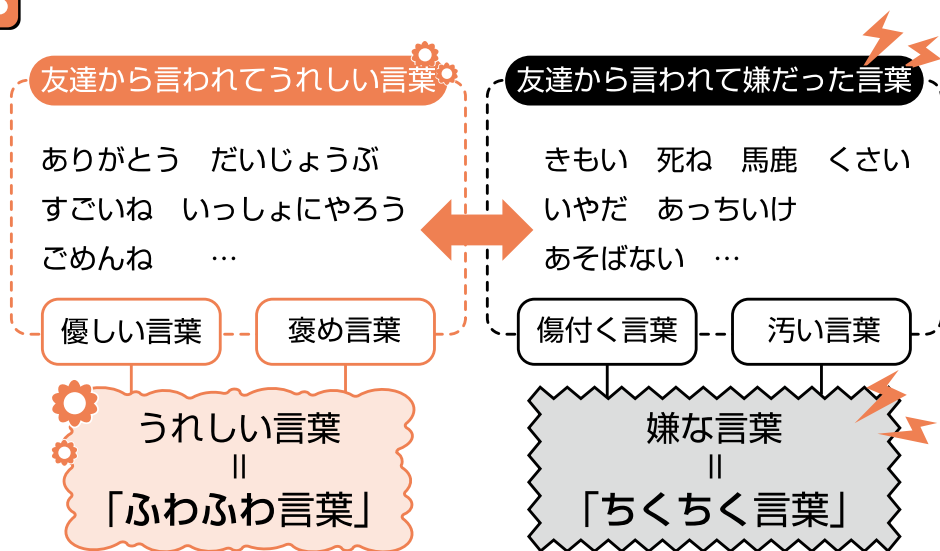 友達から言われてうれしい言葉
ありがとう　だいじょうぶ
すごいね　いっしょにやろう
ごめんね　　…
優しい言葉
褒め言葉
うれしい言葉
＝
「ふわふわ言葉」
友達から言われて嫌だった言葉
きもい　死ね　馬鹿　くさい
いやだ　あっちいけ
あそばない　…
傷付く言葉
汚い言葉
嫌な言葉
＝
「ちくちく言葉」